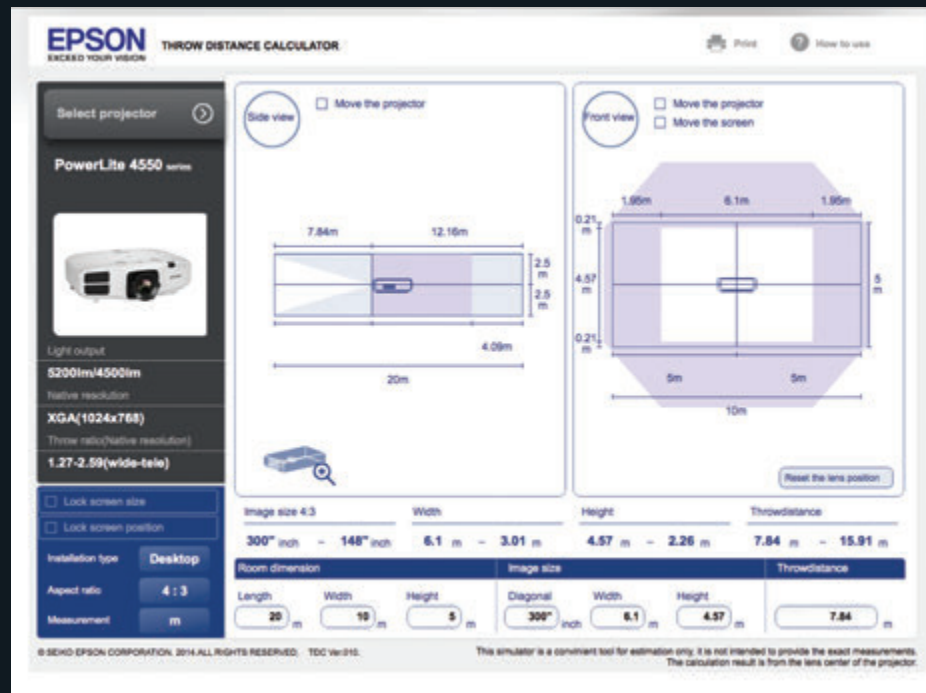 EPSON
EXCEED YOUR VISION
THROW DISTANCE CALCULATOR
Print
How to use
Select projector
PowerLite 4550 series
Light output
5200lm/4500lm
Native resolution
XGA(1024x768)
Throw ratio(Native resolution)
1.27-2.59(wide-tele)
Lock screen size
Lock screen position
Installation type Desktop
Aspect ratio 4 : 3
Measurement m
Side view
Move the projector
7.84m 12.16m
2.5
m
2.5
m
4.09m
20m
Front view
Move the projector
Move the screen
1.95m 6.1m 1.95m
0.21
m
4.57
m
0.21
m
5
m
5m 5m
10m
Reset the lens position
Image size 4:3 Width Height Throwdistance
300" inch - 148" inch 6.1 m - 3.01 m 4.57 m - 2.26 m 7.84 m - 15.91 m
Room dimension Image size Throwdistance
Length Width Height Diagonal Width Height
20 m 10 m 5 m 300" inch 6.1 m 4.57 m 7.84 m
© SEIKO EPSON CORPORATION. 2014 ALL RIGHTS RESERVED. TDC Ver.010.
This simulator is a convinient tool for estimation only, it is not intended to provide the exact measurements.
The calculation result is from the lens center of the projector.